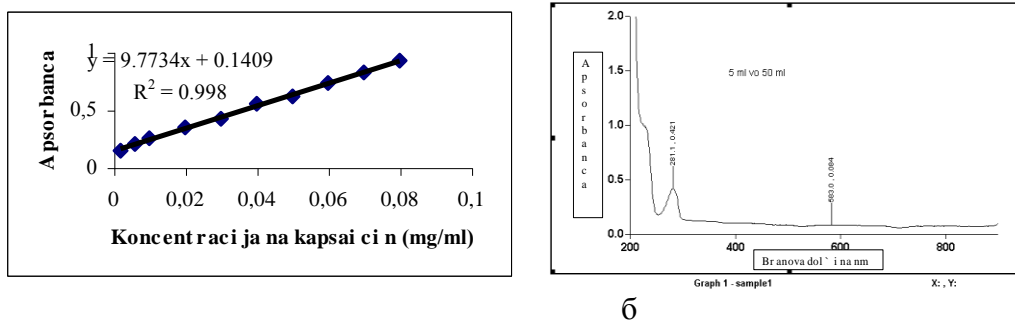 1
y = 9.7734x + 0.1409
R² = 0.998
0,5
0
Apsorbanca
0 0,02 0,04 0,06 0,08 0,1
Koncentracija na kapsaicin (mg/ml)
2.0
1.5
1.0
0.5
0.0
Apsorbanca
5 ml vo 50 ml
281.1 , 0.421
583.0 , 0.084
200 400 600 800
Branova dol`ina nm
Graph 1 - sample1 X: , Y:
б